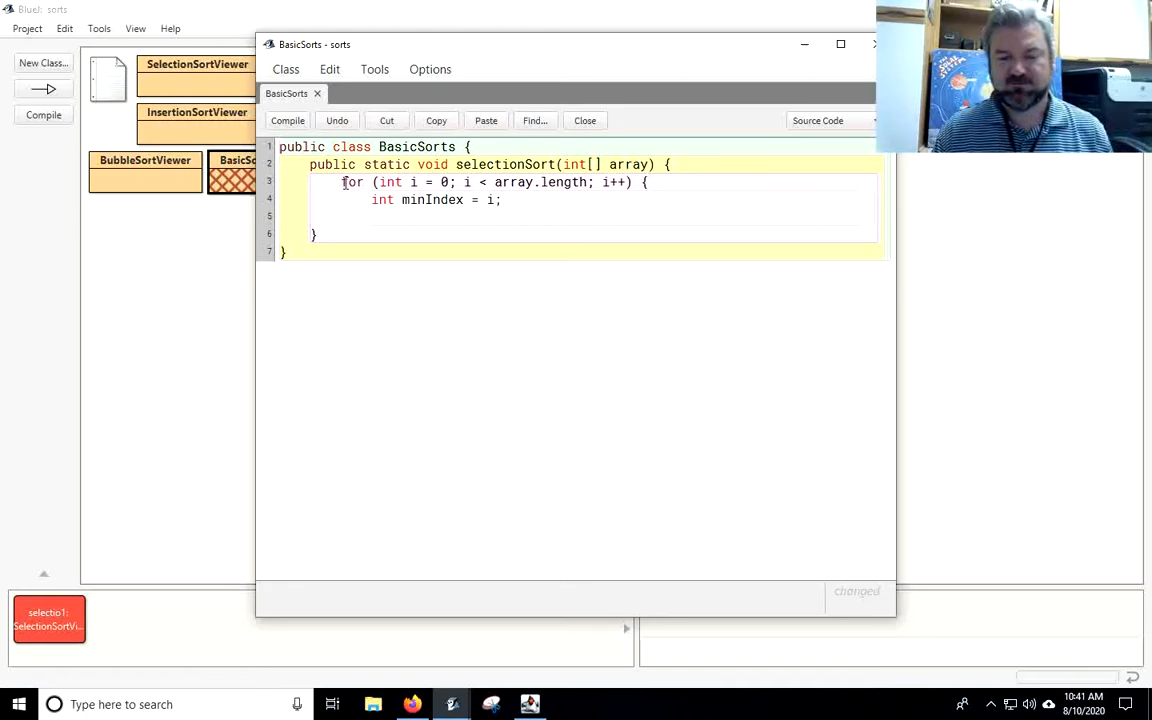 BlueJ: sorts
Project Edit Tools View Help
New Class...
Compile
SelectionSortViewer
InsertionSortViewer
BubbleSortViewer
BasicSo
BasicSorts - sorts
Class Edit Tools Options
BasicSorts
Compile Undo Cut Copy Paste Find... Close Source Code
1 public class BasicSorts {
2 public static void selectionSort(int[] array) {
3 for (int i = 0; i < array.length; i++) {
4 int minIndex = i;
5
6 }
7 }
changed
selectio1:
SelectionSortVi...
Type here to search
10:41 AM
8/10/2020